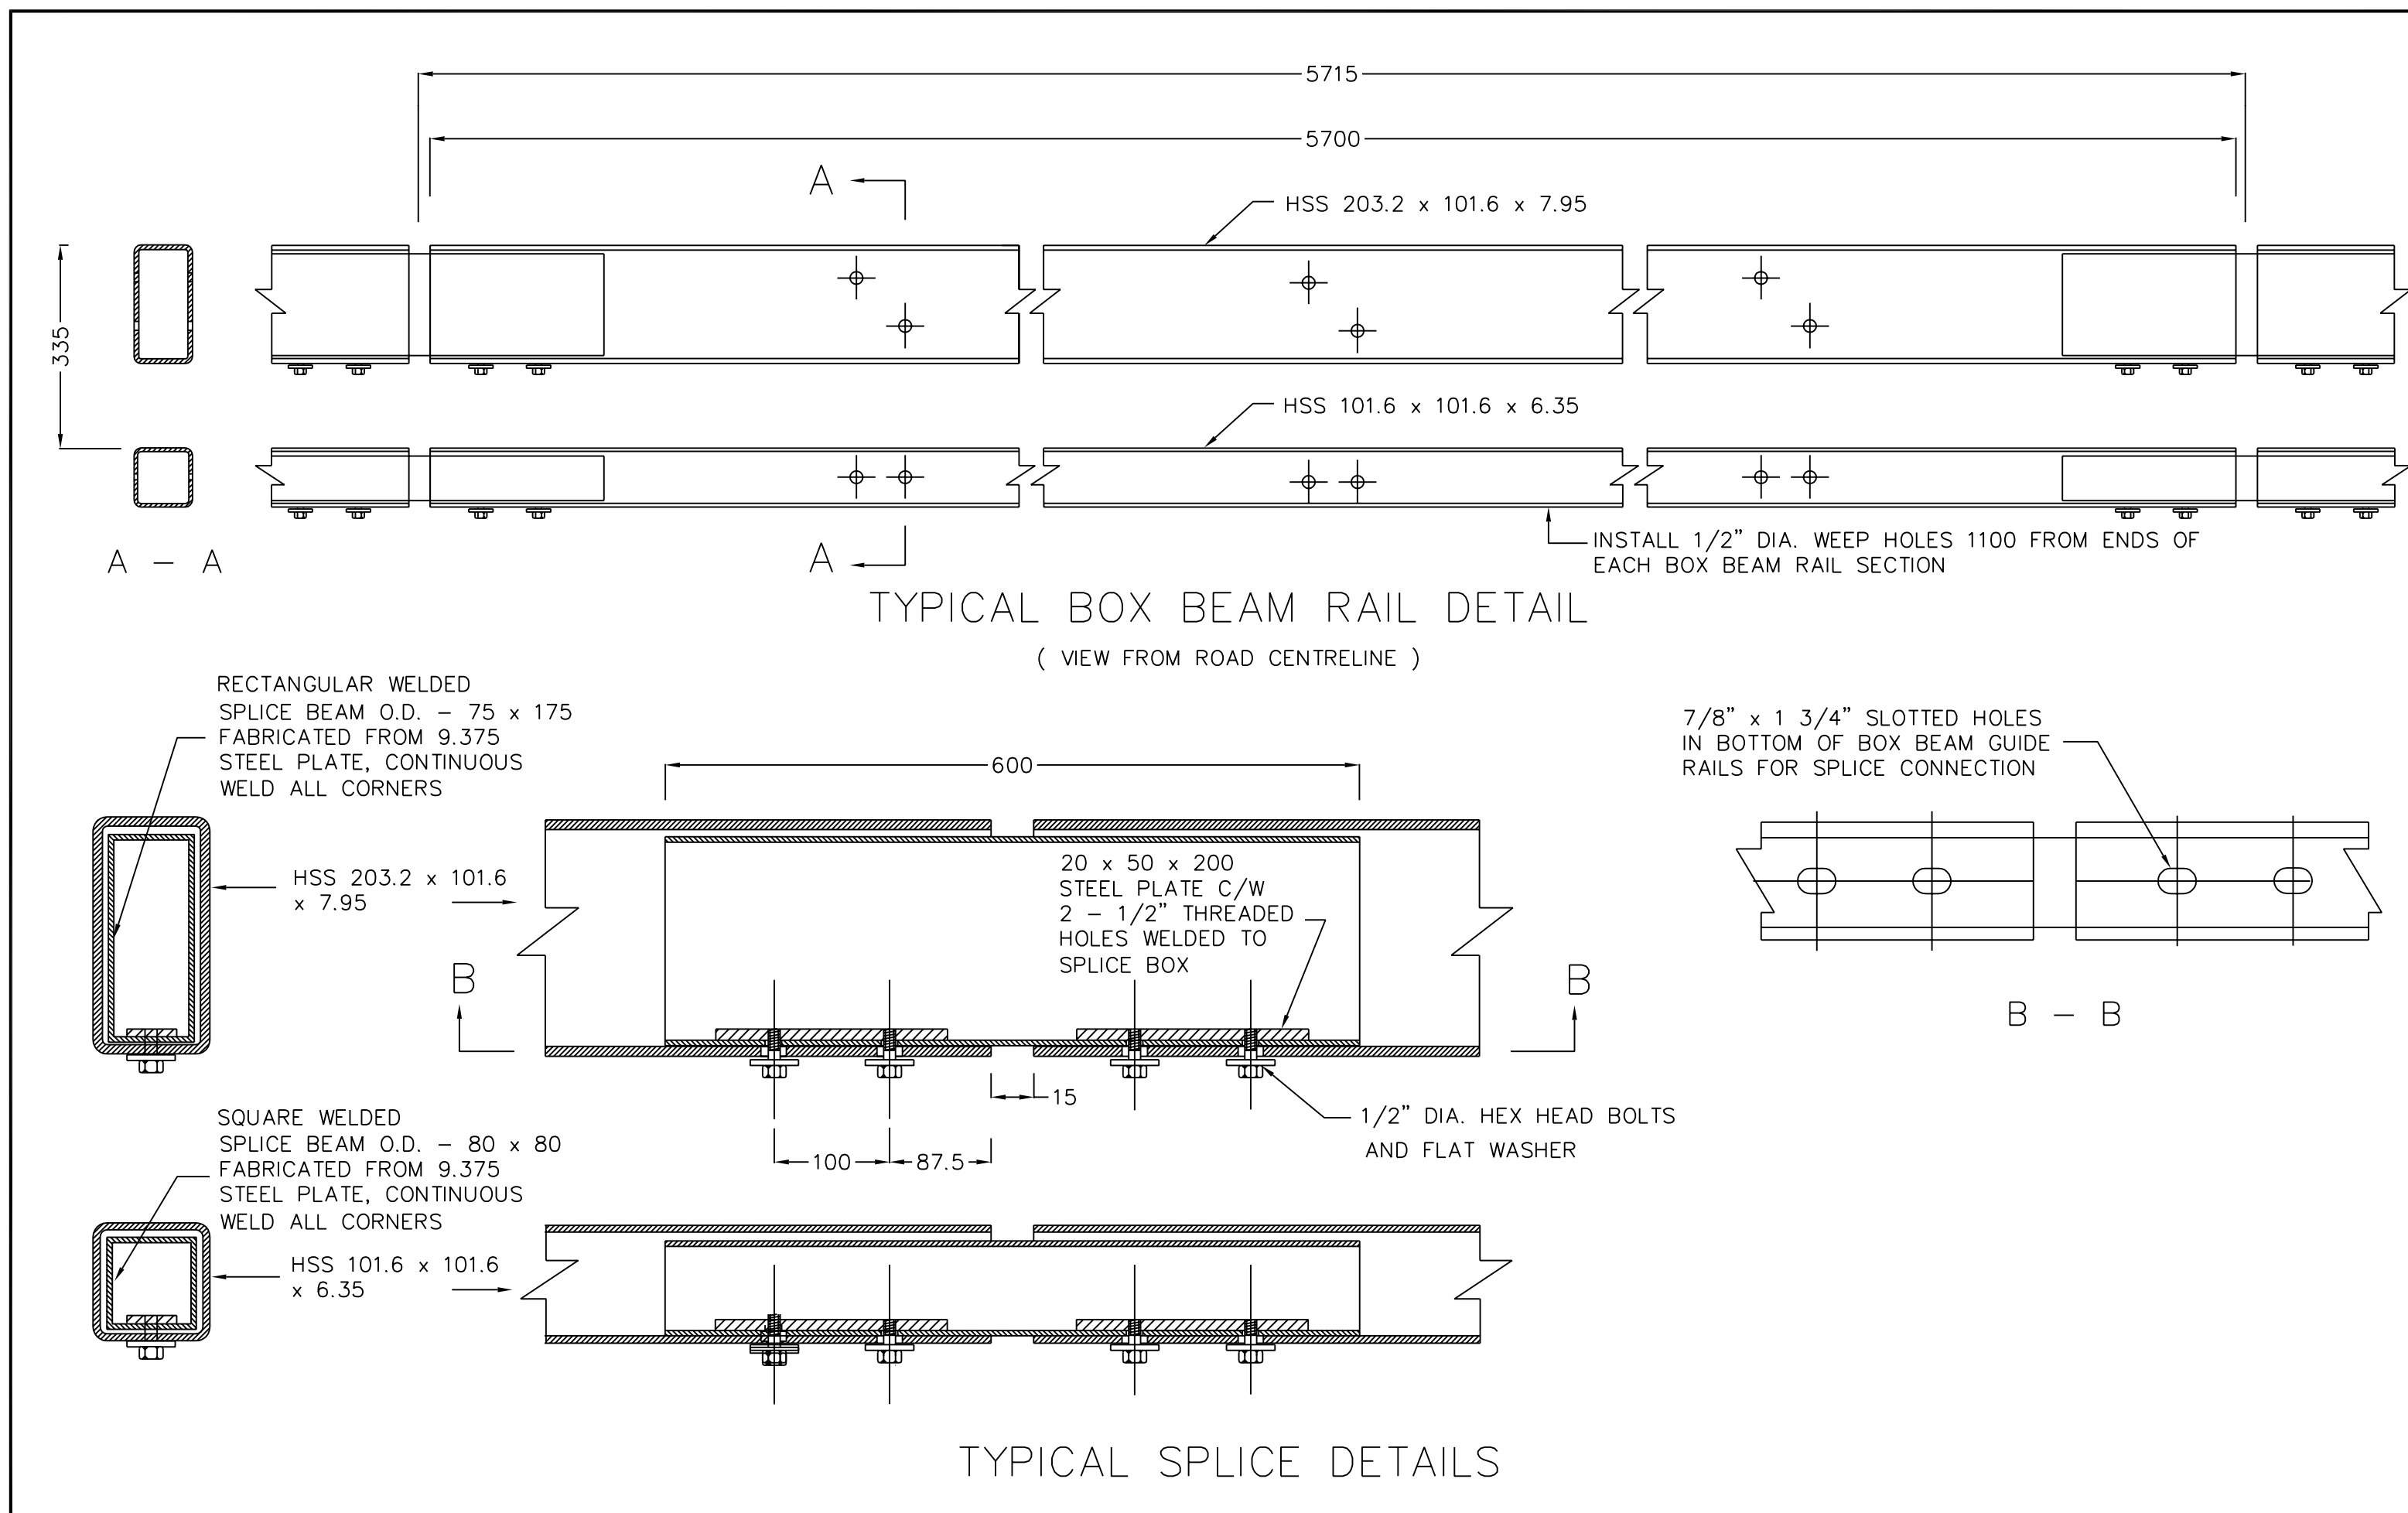 5715
5700
A
HSS 203.2 x 101.6 x 7.95
335
HSS 101.6 x 101.6 x 6.35
INSTALL 1/2" DIA. WEEP HOLES 1100 FROM ENDS OF
EACH BOX BEAM RAIL SECTION
A – A
A
TYPICAL BOX BEAM RAIL DETAIL
( VIEW FROM ROAD CENTRELINE )
RECTANGULAR WELDED
SPLICE BEAM O.D. – 75 x 175
FABRICATED FROM 9.375
STEEL PLATE, CONTINUOUS
WELD ALL CORNERS
7/8" x 1 3/4" SLOTTED HOLES
IN BOTTOM OF BOX BEAM GUIDE
RAILS FOR SPLICE CONNECTION
600
HSS 203.2 x 101.6
x 7.95
20 x 50 x 200
STEEL PLATE C/W
2 – 1/2" THREADED
HOLES WELDED TO
SPLICE BOX
B
B
B – B
15
1/2" DIA. HEX HEAD BOLTS
AND FLAT WASHER
100
87.5
SQUARE WELDED
SPLICE BEAM O.D. – 80 x 80
FABRICATED FROM 9.375
STEEL PLATE, CONTINUOUS
WELD ALL CORNERS
HSS 101.6 x 101.6
x 6.35
TYPICAL SPLICE DETAILS